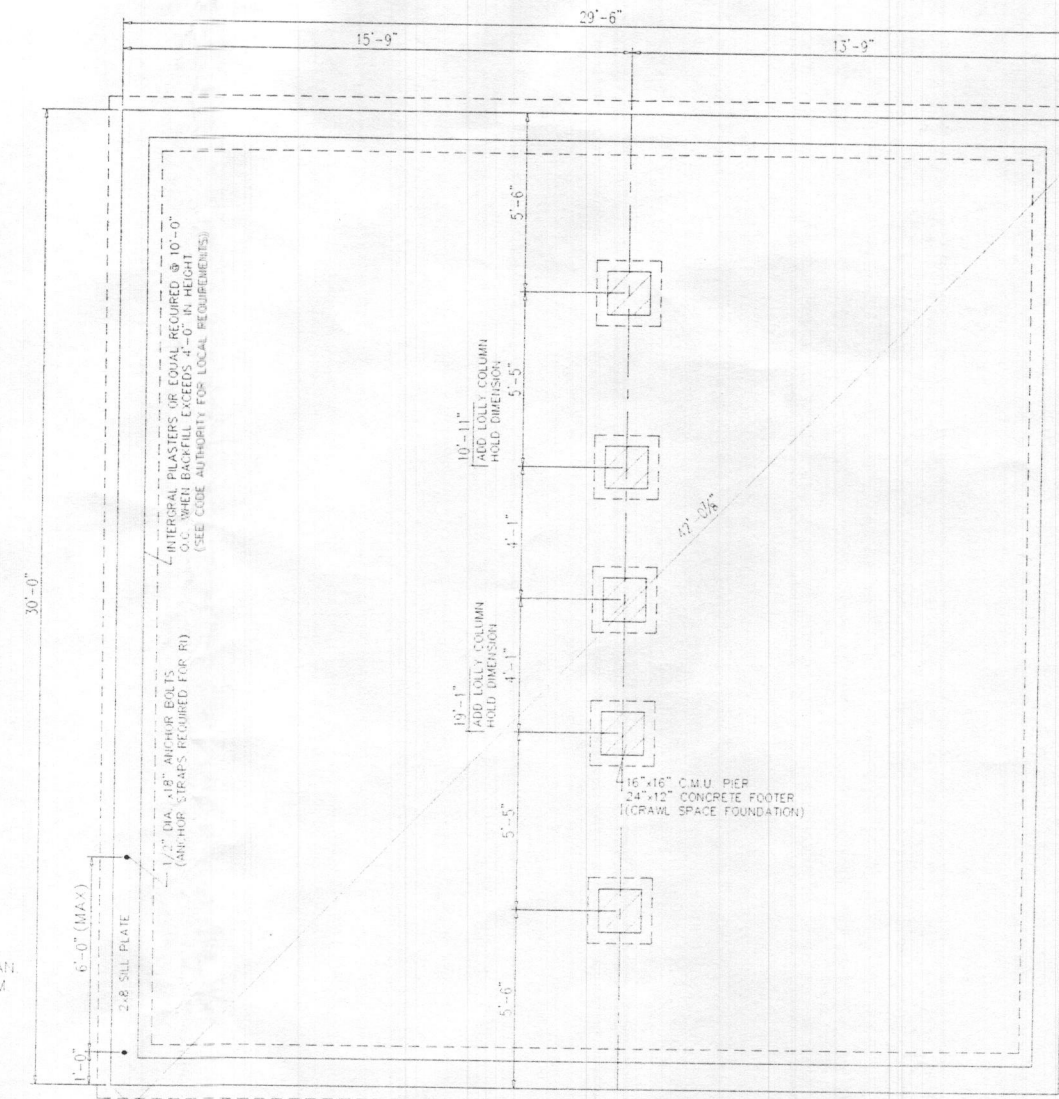 29'-6"
15'-9"
13'-9"
30'-0"
INTERGRAL PILASTERS OR EQUAL REQUIRED @ 10'-0"
O.C. WHEN BACKFILL EXCEEDS 4'-0" IN HEIGHT
(SEE CODE AUTHORITY FOR LOCAL REQUIREMENTS)
5'-6"
5'-5"
10'-11"
ADD LOLLY COLUMN
HOLD DIMENSION
4'-1"
42'-0⅞"
19'-1"
ADD LOLLY COLUMN
HOLD DIMENSION
4'-1"
1/2" DIA. x18" ANCHOR BOLTS
(ANCHOR STRAPS REQUIRED FOR RI)
16"x16" C.M.U. PIER
24"x12" CONCRETE FOOTER
(CRAWL SPACE FOUNDATION)
5'-5"
6'-0" (MAX)
2x8 SILL PLATE
5'-6"
1'-0"